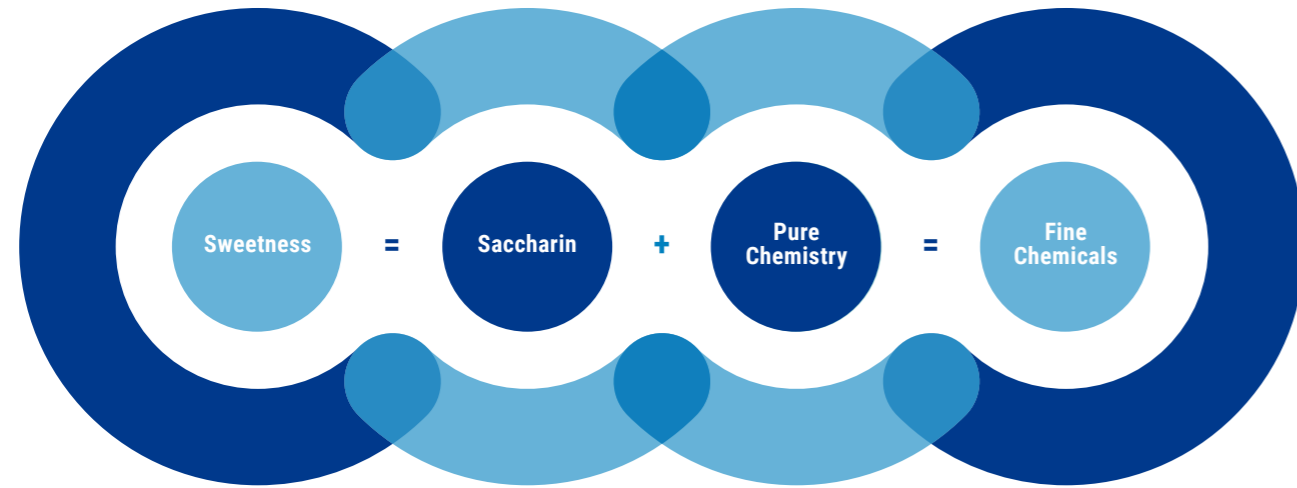 Sweetness = Saccharin + Pure Chemistry = Fine Chemicals